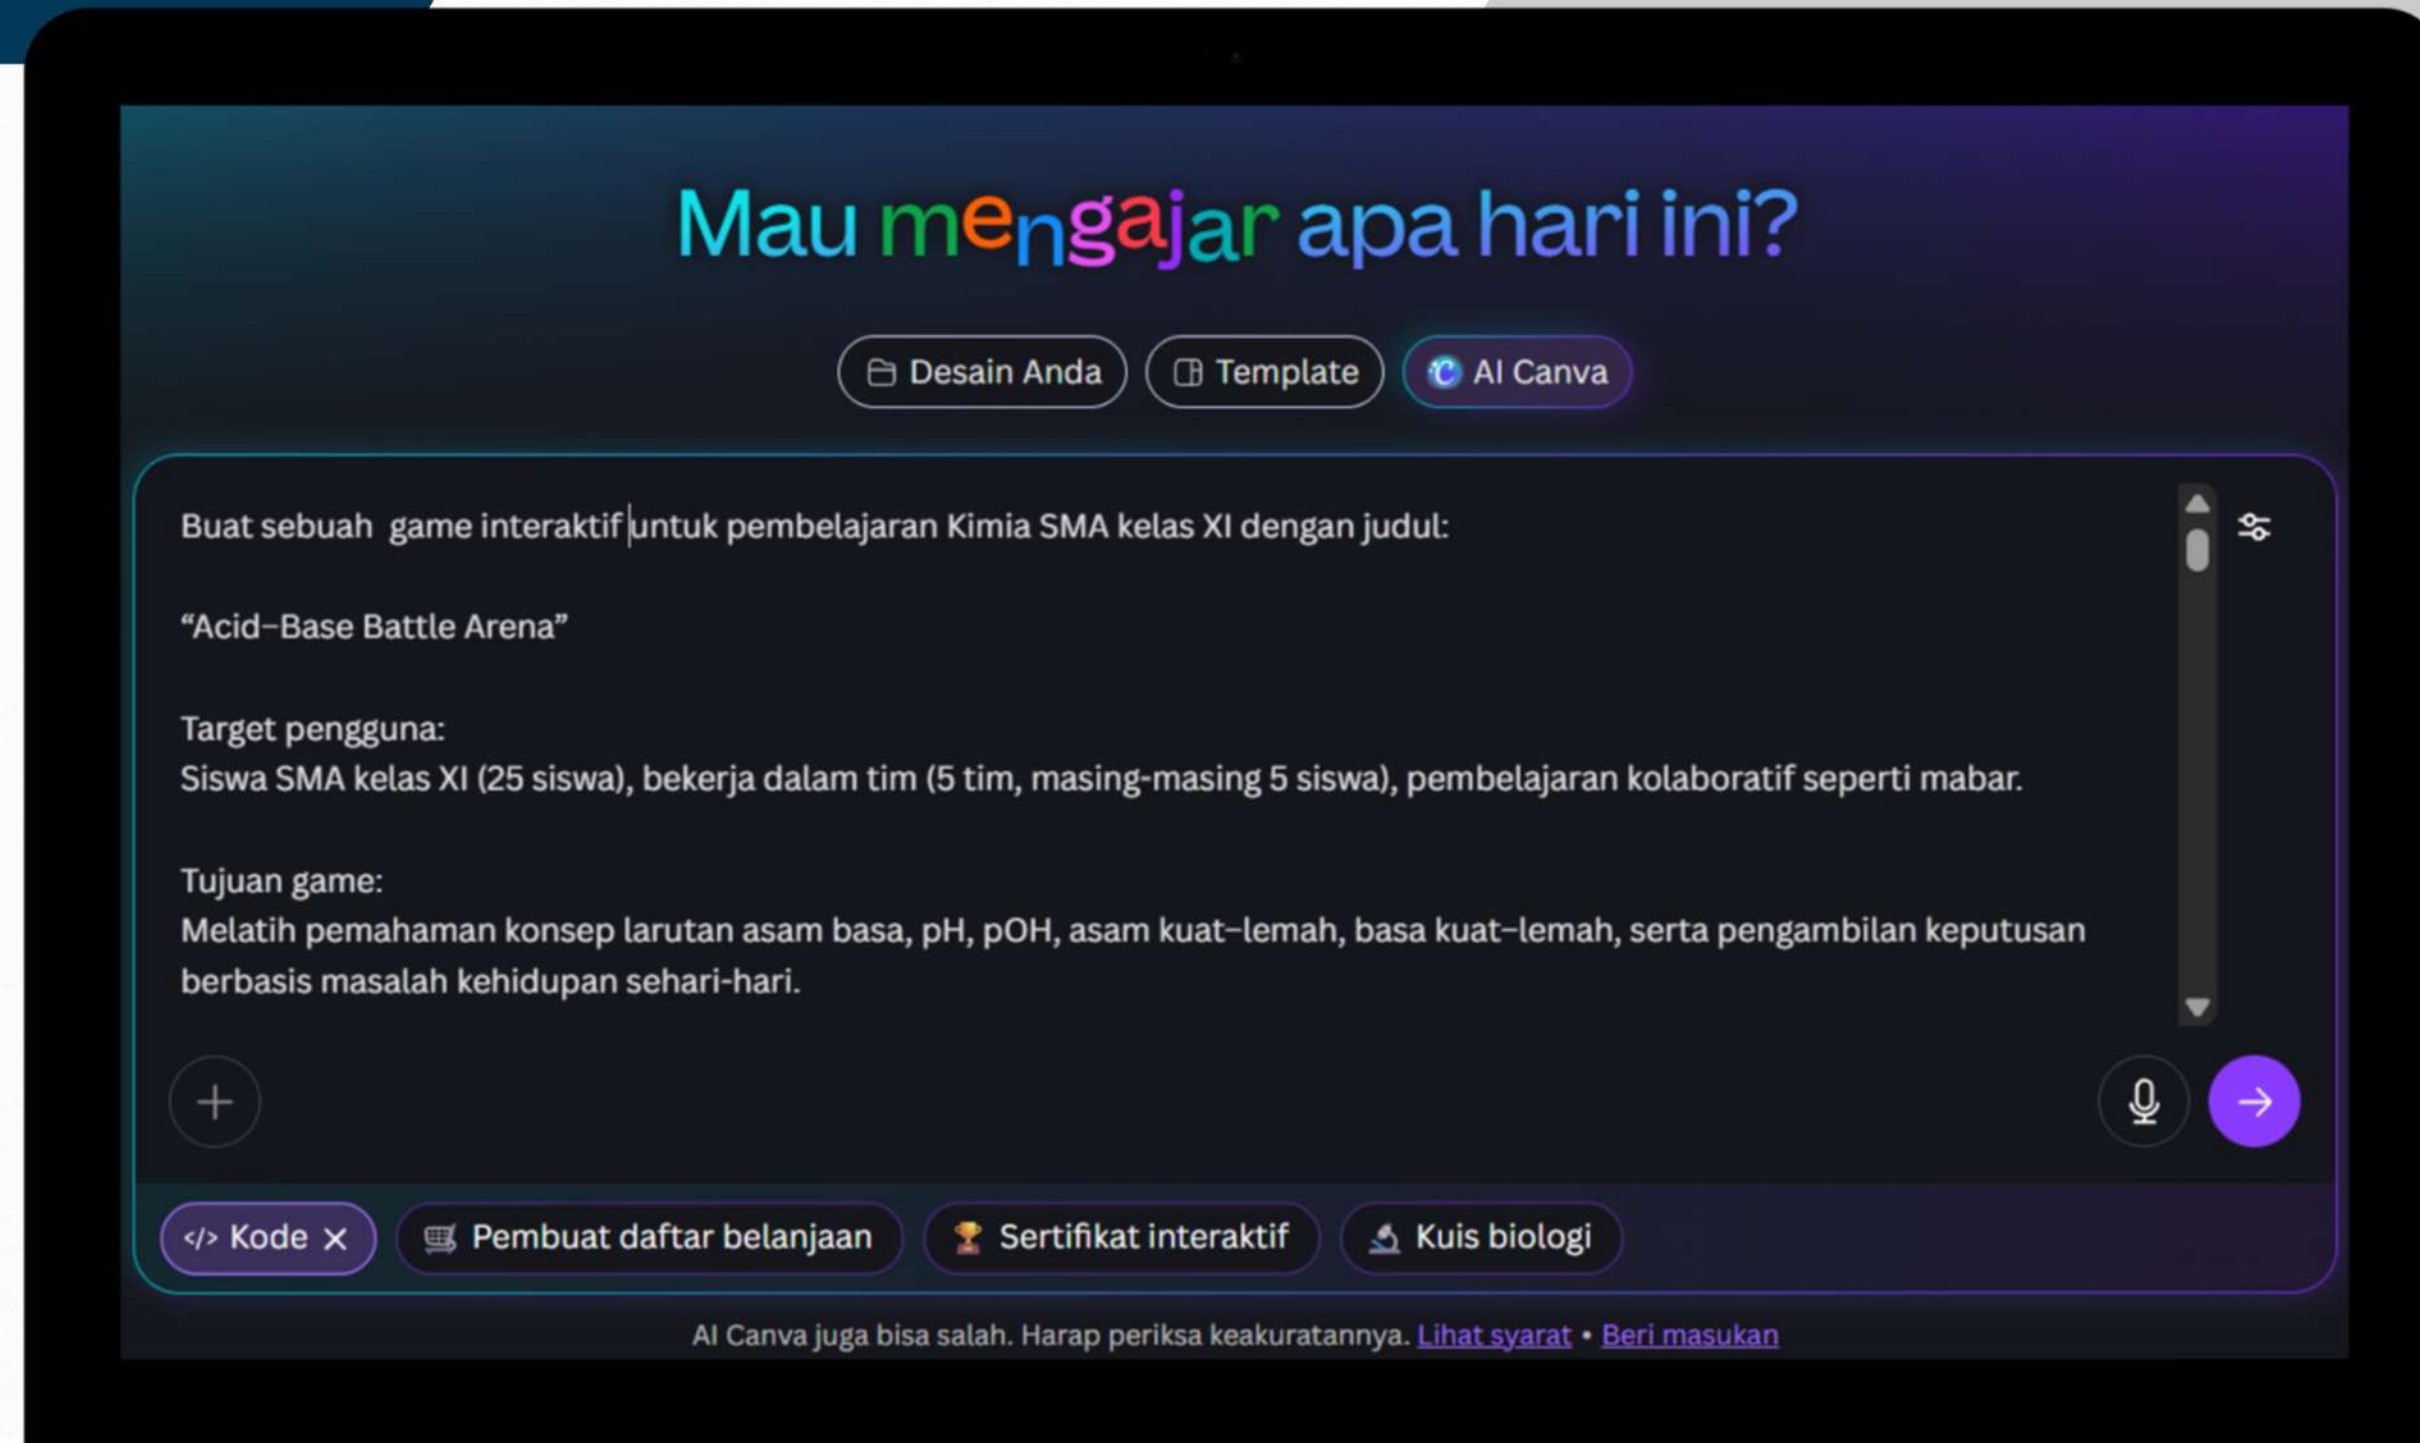 Mau mengajar apa hari ini?
Desain Anda
Template
AI Canva
Buat sebuah  game interaktif untuk pembelajaran Kimia SMA kelas XI dengan judul:
“Acid–Base Battle Arena”
Target pengguna:
Siswa SMA kelas XI (25 siswa), bekerja dalam tim (5 tim, masing-masing 5 siswa), pembelajaran kolaboratif seperti mabar.
Tujuan game:
Melatih pemahaman konsep larutan asam basa, pH, pOH, asam kuat–lemah, basa kuat–lemah, serta pengambilan keputusan
berbasis masalah kehidupan sehari-hari.
</> Kode
Pembuat daftar belanjaan
Sertifikat interaktif
Kuis biologi
AI Canva juga bisa salah. Harap periksa keakuratannya. Lihat syarat • Beri masukan